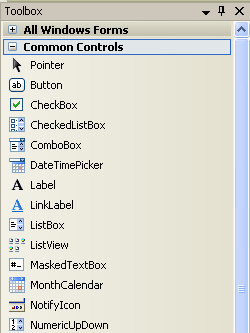 Toolbox
All Windows Forms
Common Controls
Pointer
Button
CheckBox
CheckedListBox
ComboBox
DateTimePicker
A Label
A LinkLabel
ListBox
ListView
MaskedTextBox
MonthCalendar
NotifyIcon
NumericUpDown